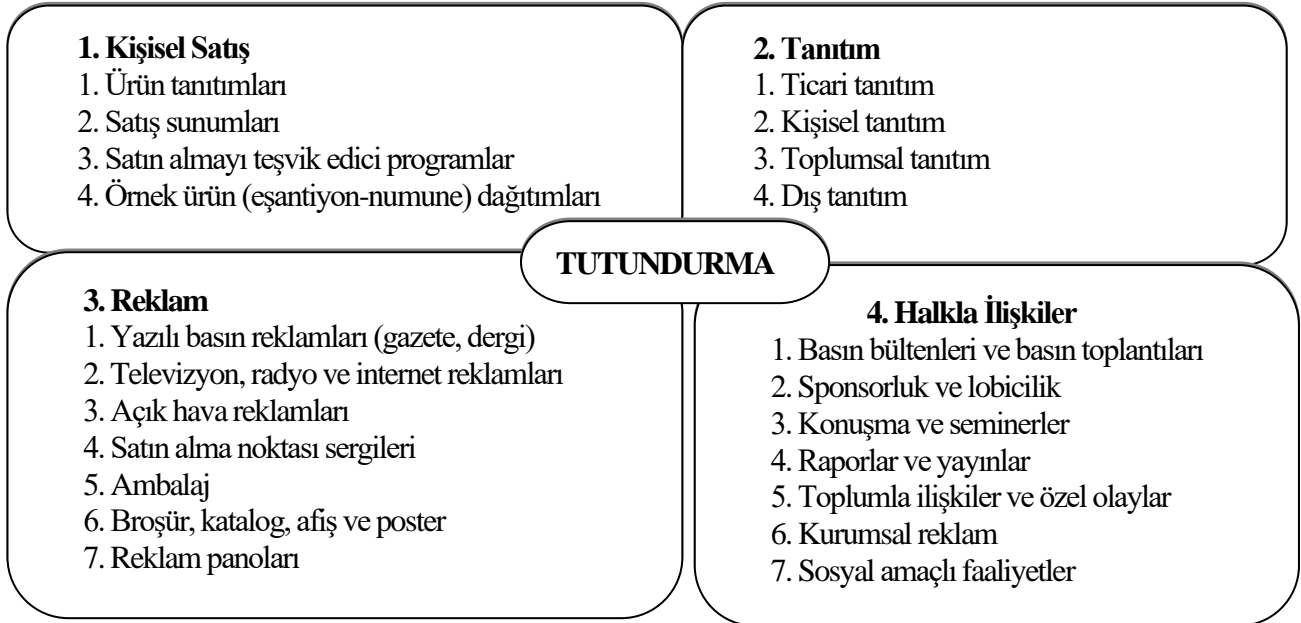 1. Kişisel Satış
1. Ürün tanıtımları
2. Satış sunumları
3. Satın almayı teşvik edici programlar
4. Örnek ürün (eşantiyon-numune) dağıtımları
2. Tanıtım
1. Ticari tanıtım
2. Kişisel tanıtım
3. Toplumsal tanıtım
4. Dış tanıtım
TUTUNDURMA
3. Reklam
1. Yazılı basın reklamları (gazete, dergi)
2. Televizyon, radyo ve internet reklamları
3. Açık hava reklamları
4. Satın alma noktası sergileri
5. Ambalaj
6. Broşür, katalog, afiş ve poster
7. Reklam panoları
4. Halkla İlişkiler
1. Basın bültenleri ve basın toplantıları
2. Sponsorluk ve lobicilik
3. Konuşma ve seminerler
4. Raporlar ve yayınlar
5. Toplumla ilişkiler ve özel olaylar
6. Kurumsal reklam
7. Sosyal amaçlı faaliyetler